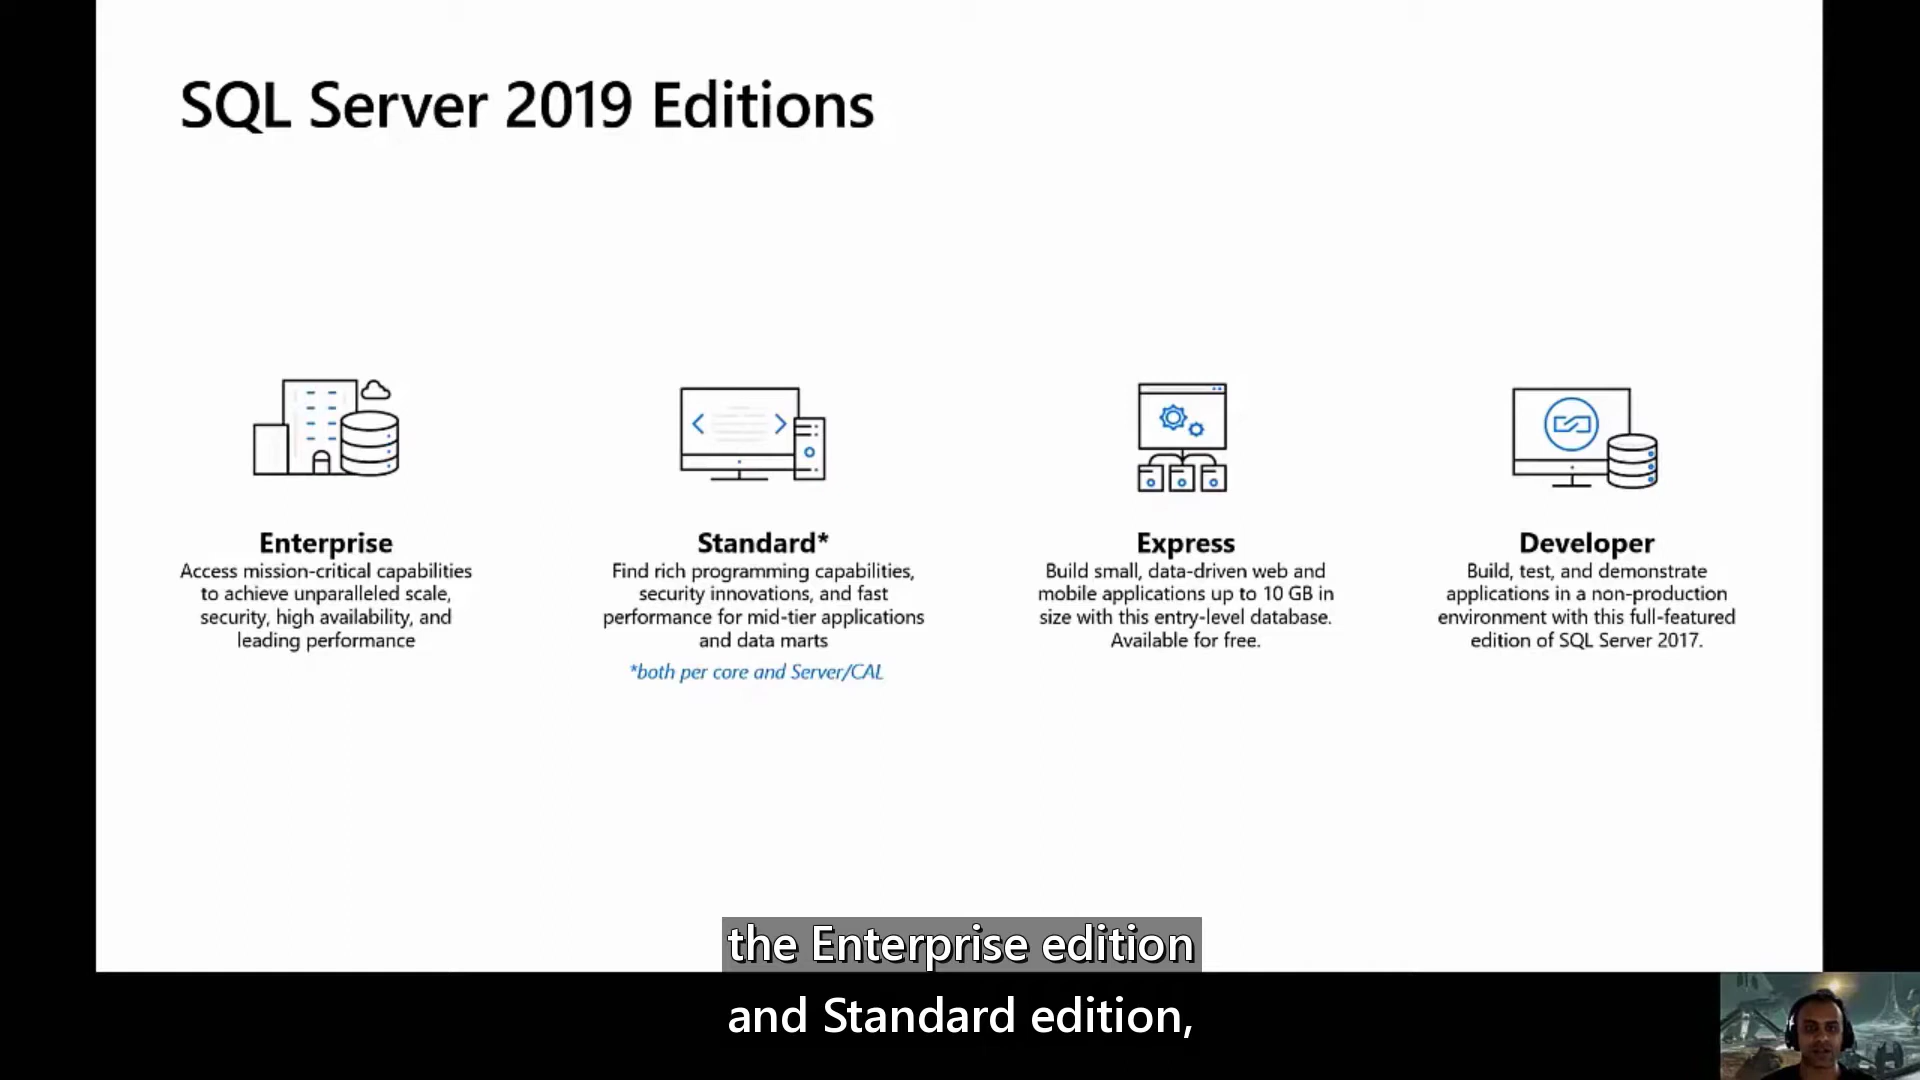 SQL Server 2019 Editions
Enterprise
Access mission-critical capabilities
to achieve unparalleled scale,
security, high availability, and
leading performance
Standard*
Find rich programming capabilities,
security innovations, and fast
performance for mid-tier applications
and data marts
*both per core and Server/CAL
Express
Build small, data-driven web and
mobile applications up to 10 GB in
size with this entry-level database.
Available for free.
Developer
Build, test, and demonstrate
applications in a non-production
environment with this full-featured
edition of SQL Server 2017.
the Enterprise edition
and Standard edition,